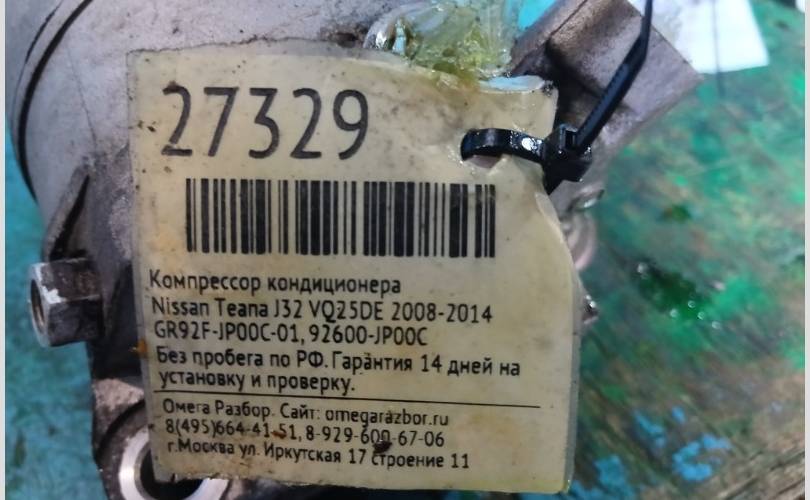 27329
Компрессор кондиционера
Nissan Teana J32 VQ25DE 2008-2014
GR92F-JP00C-01, 92600-JP00C
Без пробега по РФ. Гарантия 14 дней на
установку и проверку.
Омега Разбор. Сайт: omegarazbor.ru
8(495)664-41-51, 8-929-600-67-06
г.Москва ул. Иркутская 17 строение 11